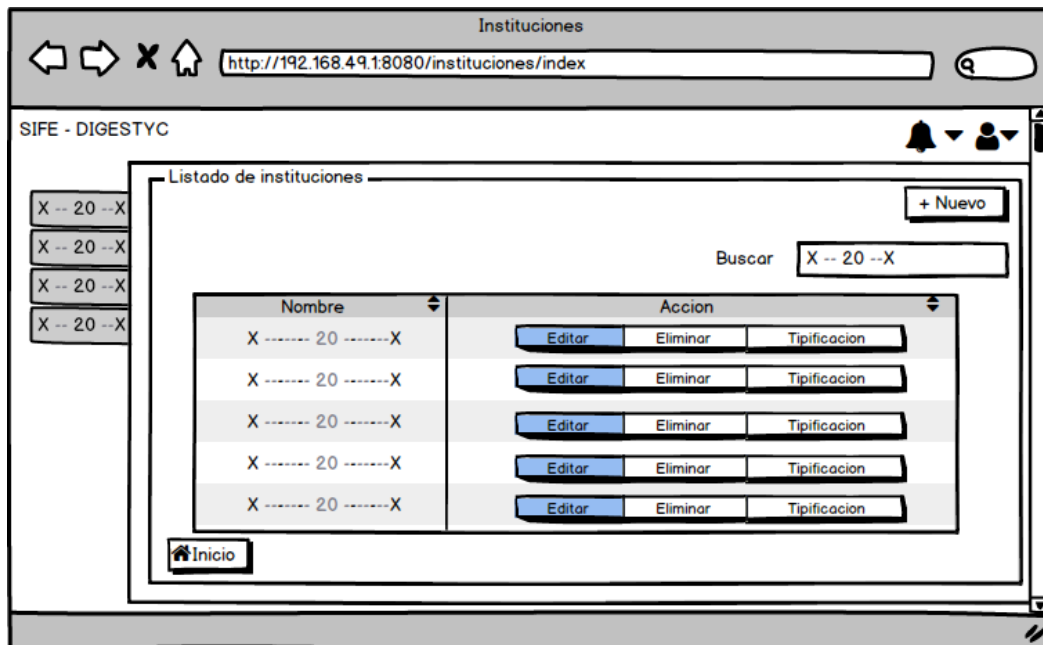 Instituciones
http://192.168.49.1:8080/instituciones/index
SIFE - DIGESTYC
Listado de instituciones
+ Nuevo
X -- 20 --X
X -- 20 --X
X -- 20 --X
X -- 20 --X
Buscar X -- 20 --X
Nombre Accion
X ------- 20 -------X Editar Eliminar Tipificacion
X ------- 20 -------X Editar Eliminar Tipificacion
X ------- 20 -------X Editar Eliminar Tipificacion
X ------- 20 -------X Editar Eliminar Tipificacion
X ------- 20 -------X Editar Eliminar Tipificacion
Inicio